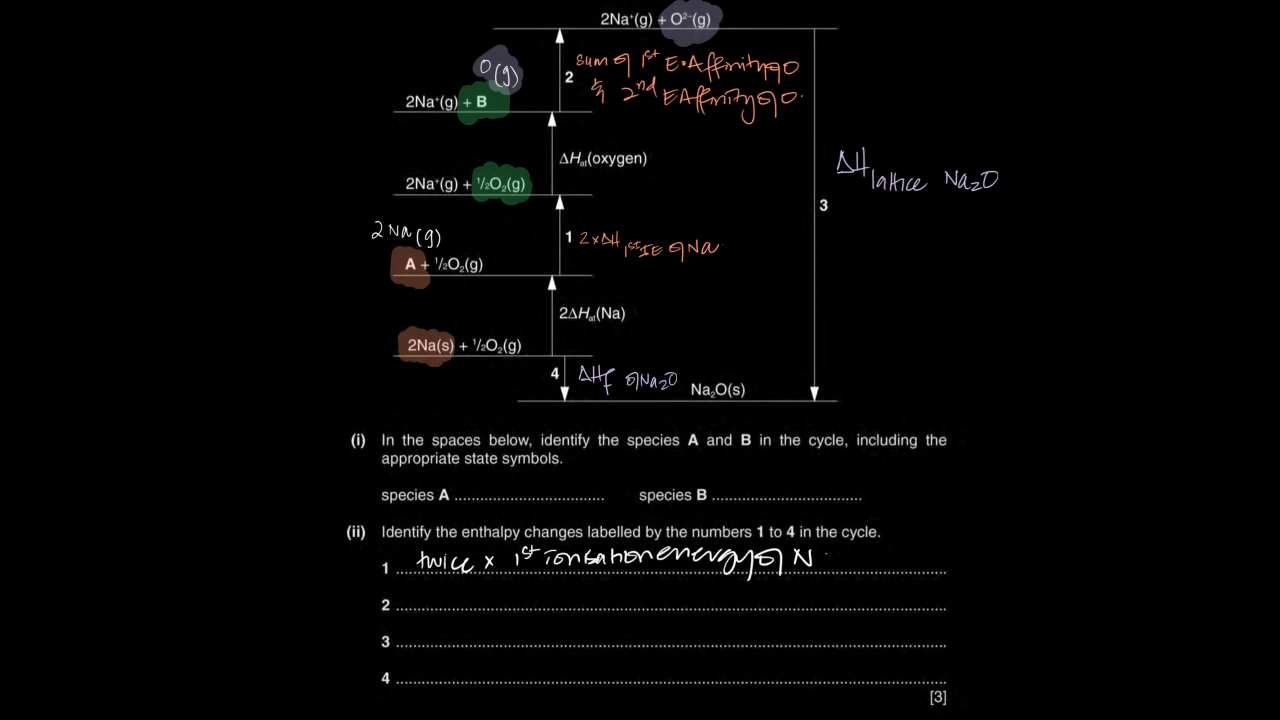 2Na⁺(g) + O²⁻(g)
O(g)
2 sum of 1st E.Affinity of O
& 2nd E Affinity of O.
2Na⁺(g) + B
ΔHat(oxygen)
ΔHlattice Na₂O
2Na⁺(g) + ½O₂(g)
3
2Na(g)
1 2×ΔH 1st IE of Na
A + ½O₂(g)
2ΔHat(Na)
2Na(s) + ½O₂(g)
4 ΔHf of Na₂O
Na₂O(s)
(i) In the spaces below, identify the species A and B in the cycle, including the
appropriate state symbols.
species A .................................... species B ....................................
(ii) Identify the enthalpy changes labelled by the numbers 1 to 4 in the cycle.
1 twice × 1st ionisation energy of N
2 ....................................
3 ....................................
4 ....................................
[3]